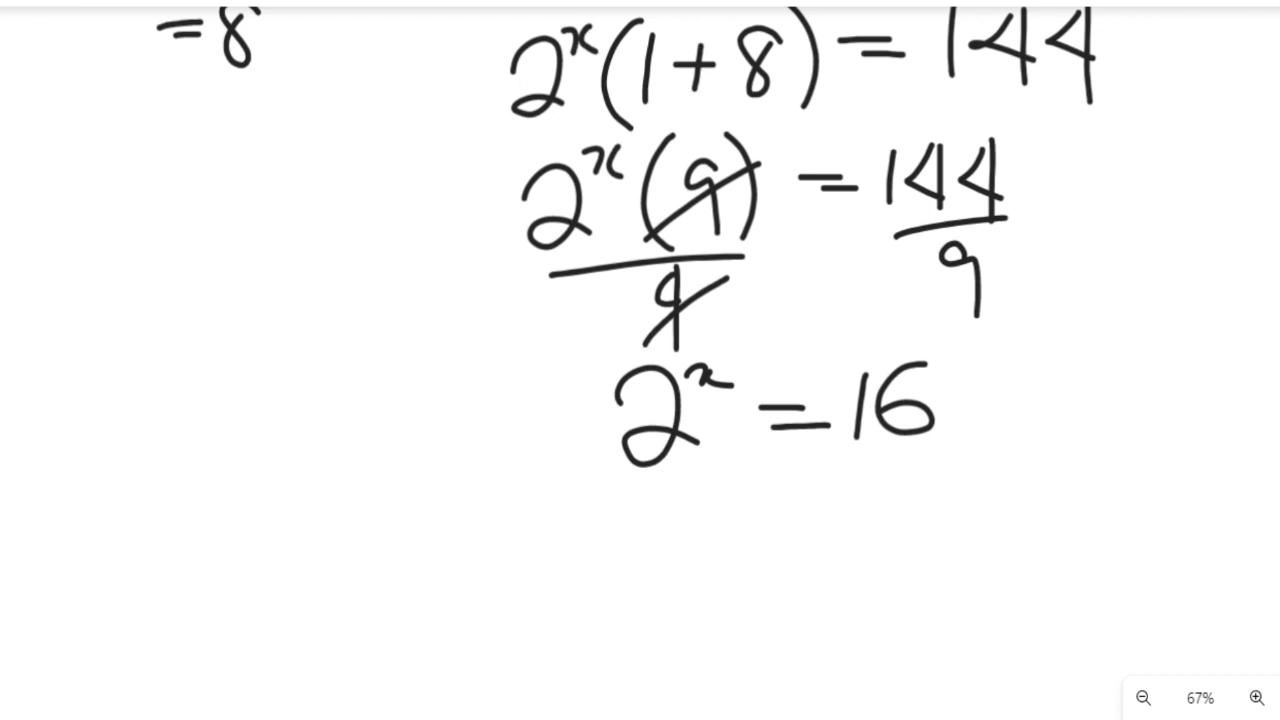 = 8
2^x (1 + 8) = 144
2^x (9) = 144
9 9
2^x = 16
67%